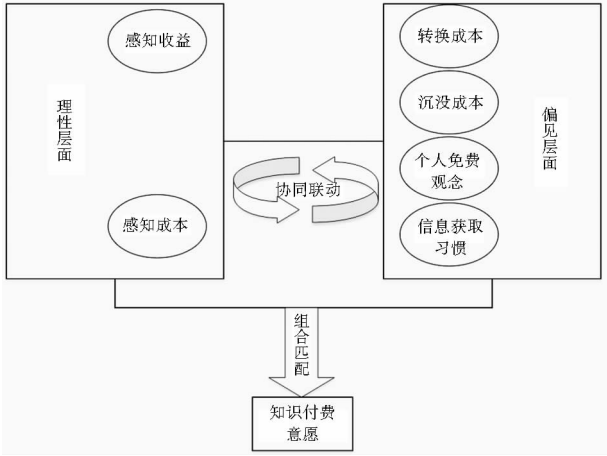 理性层面
感知收益
感知成本
协同联动
转换成本
沉没成本
个人免费
观念
信息获取
习惯
偏见层面
组合匹配
知识付费
意愿